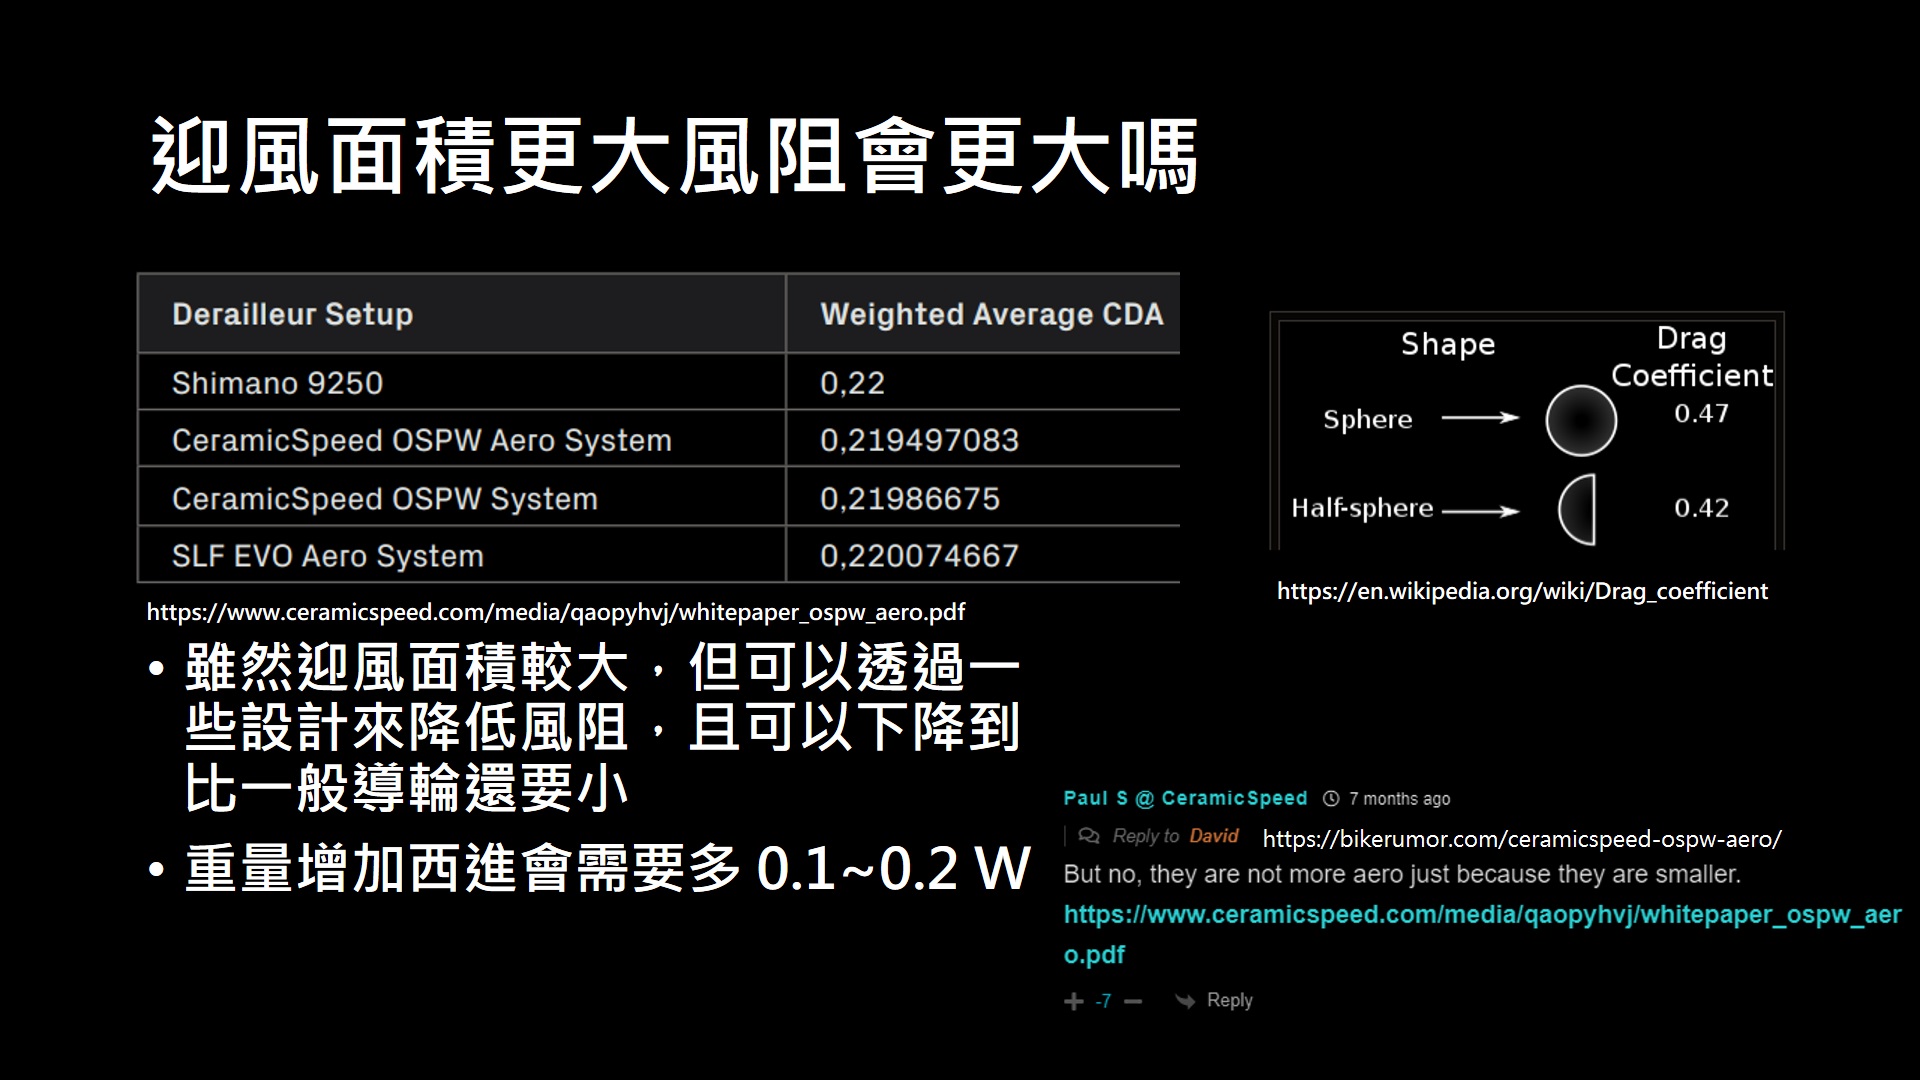 迎風面積更大風阻會更大嗎
Derailleur Setup Weighted Average CDA
Shimano 9250 0,22
CeramicSpeed OSPW Aero System 0,219497083
CeramicSpeed OSPW System 0,21986675
SLF EVO Aero System 0,220074667
https://www.ceramicspeed.com/media/qaopyhvj/whitepaper_ospw_aero.pdf
Shape Drag
Coefficient
Sphere 0.47
Half-sphere 0.42
https://en.wikipedia.org/wiki/Drag_coefficient
• 雖然迎風面積較大，但可以透過一
些設計來降低風阻，且可以下降到
比一般導輪還要小
• 重量增加西進會需要多 0.1~0.2 W
Paul S @ CeramicSpeed 7 months ago
Reply to David https://bikerumor.com/ceramicspeed-ospw-aero/
But no, they are not more aero just because they are smaller.
https://www.ceramicspeed.com/media/qaopyhvj/whitepaper_ospw_aer
o.pdf
+ -7 − Reply